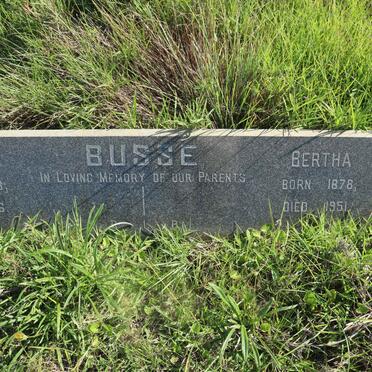 BUSSE
IN LOVING MEMORY OF OUR PARENTS
BERTHA
BORN 1878,
DIED 1951.